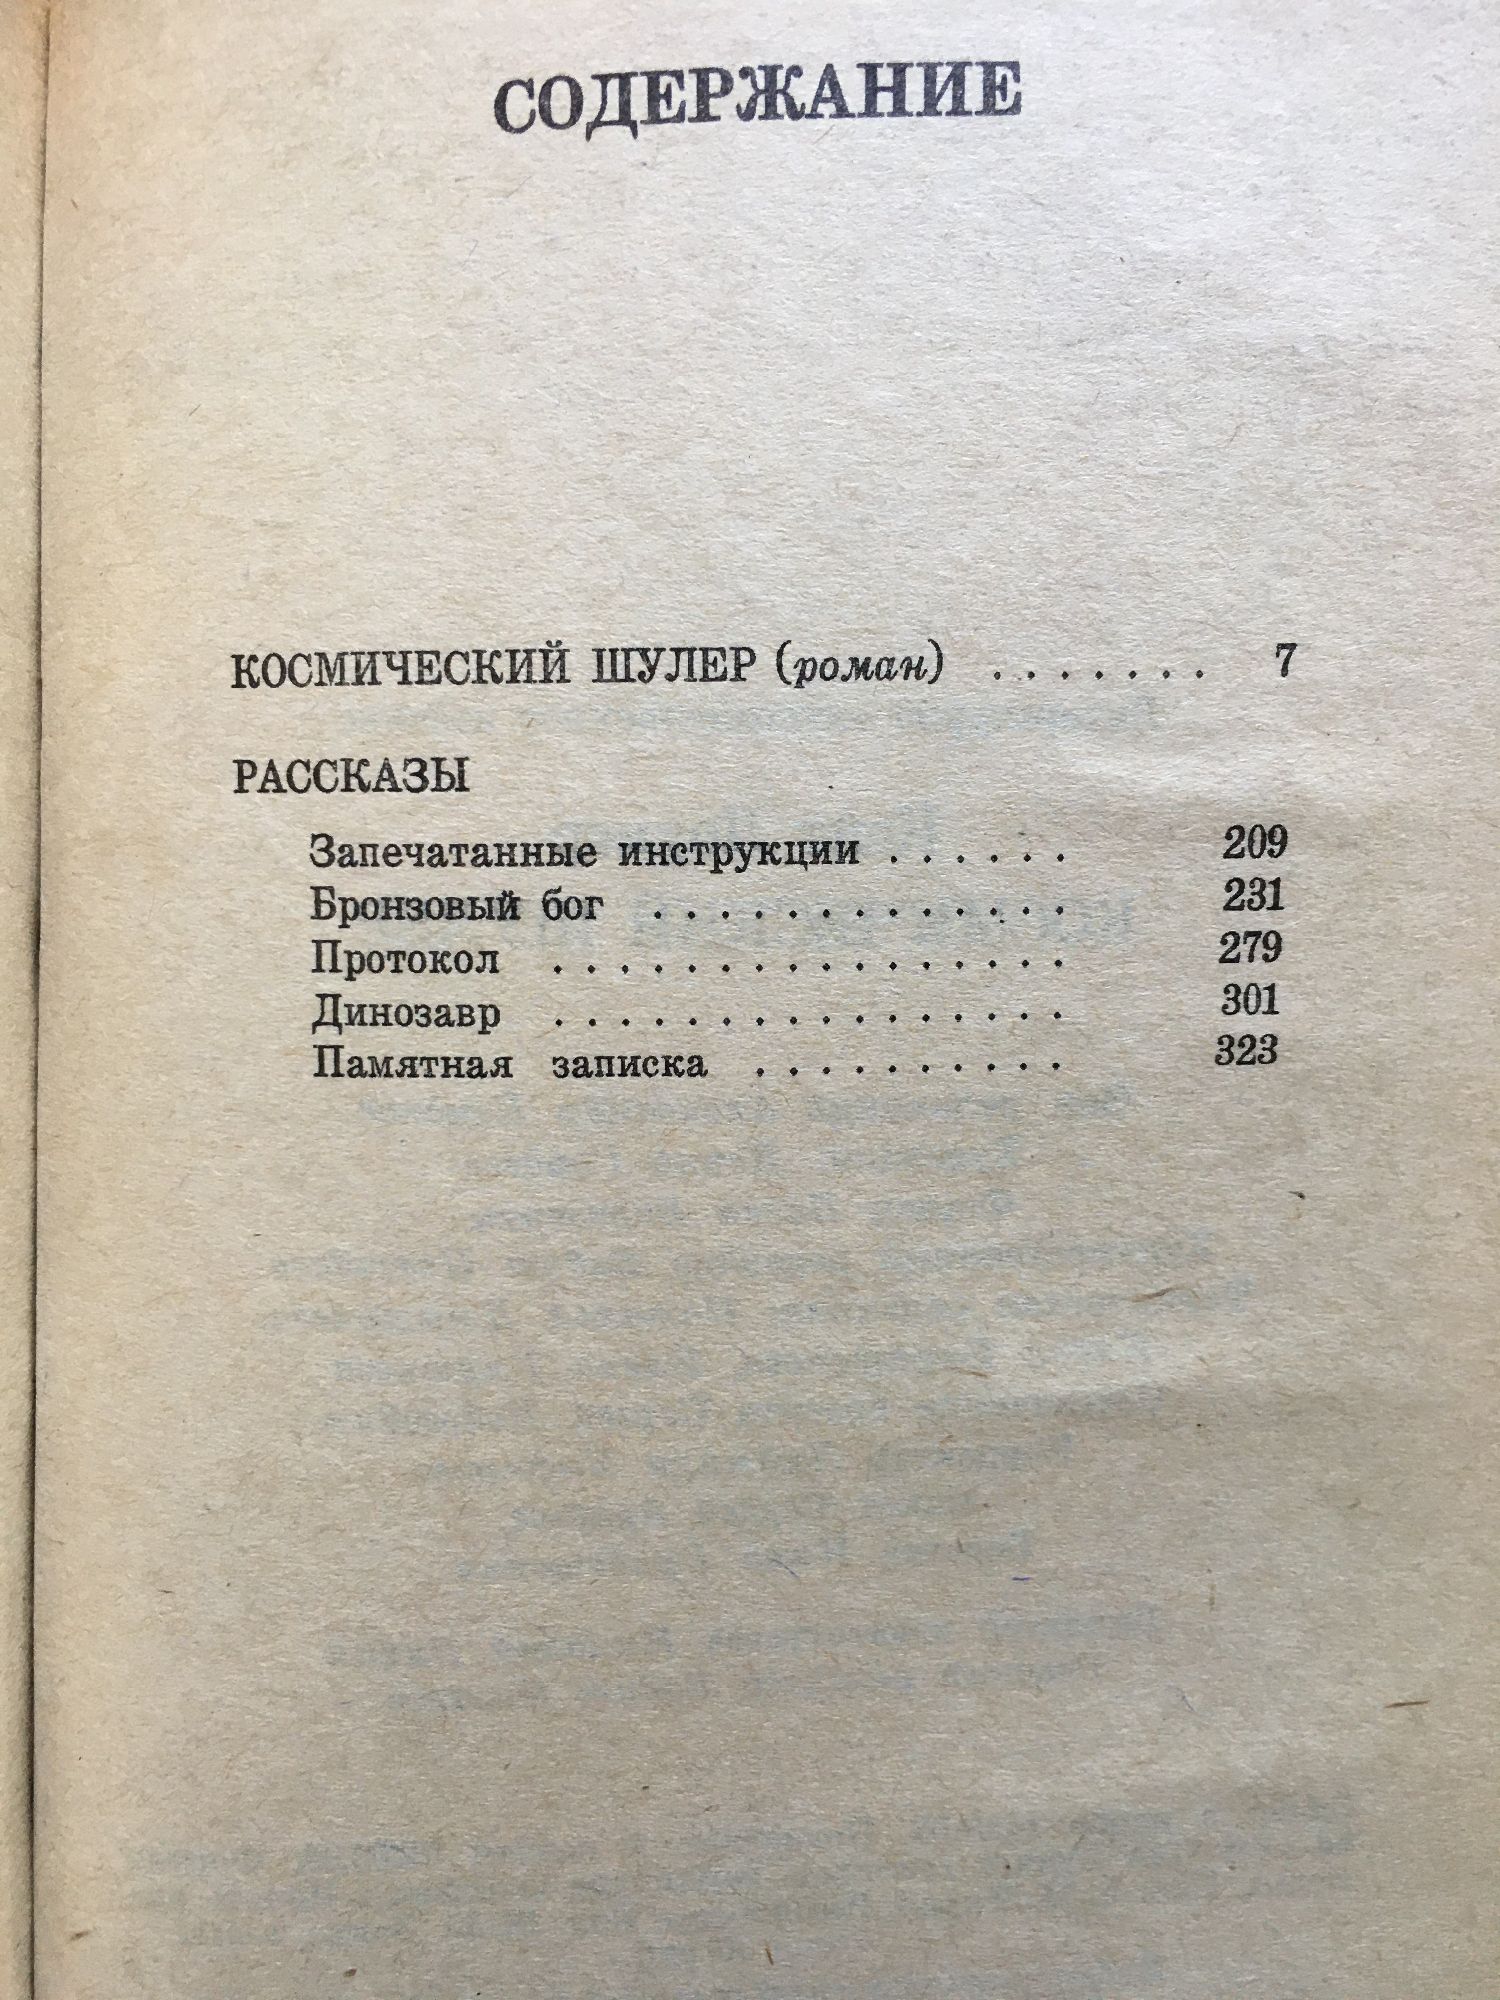 СОДЕРЖАНИЕ
КОСМИЧЕСКИЙ ШУЛЕР (роман) . . . . . . . 7
РАССКАЗЫ
Запечатанные инструкции . . . . . . 209
Бронзовый бог . . . . . . . . . . . . . 231
Протокол . . . . . . . . . . . . . . . . 279
Динозавр . . . . . . . . . . . . . . . . 301
Памятная записка . . . . . . . . . . 323